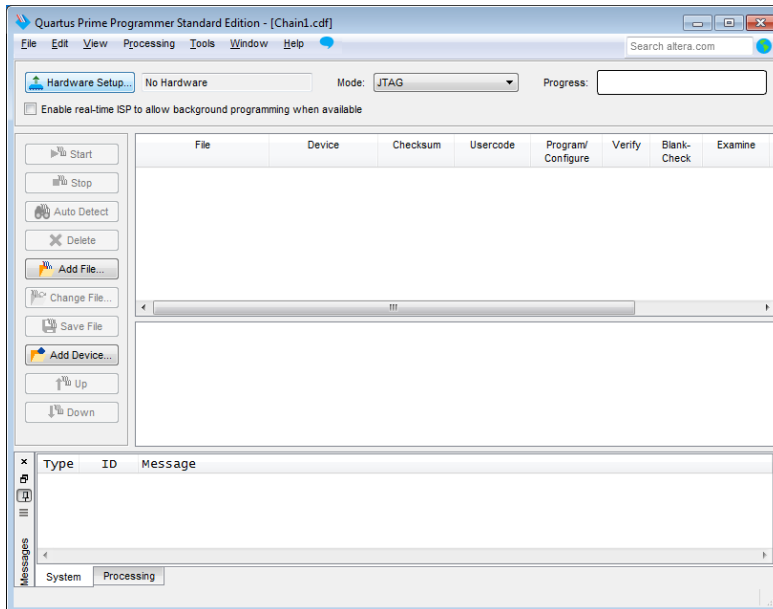 Quartus Prime Programmer Standard Edition - [Chain1.cdf]
File Edit View Processing Tools Window Help Search altera.com
Hardware Setup... No Hardware Mode: JTAG Progress:
Enable real-time ISP to allow background programming when available
File Device Checksum Usercode Program/ Configure Verify Blank- Check Examine
Start
Stop
Auto Detect
Delete
Add File...
Change File...
Save File
Add Device...
Up
Down
Type ID Message
Messages
System Processing